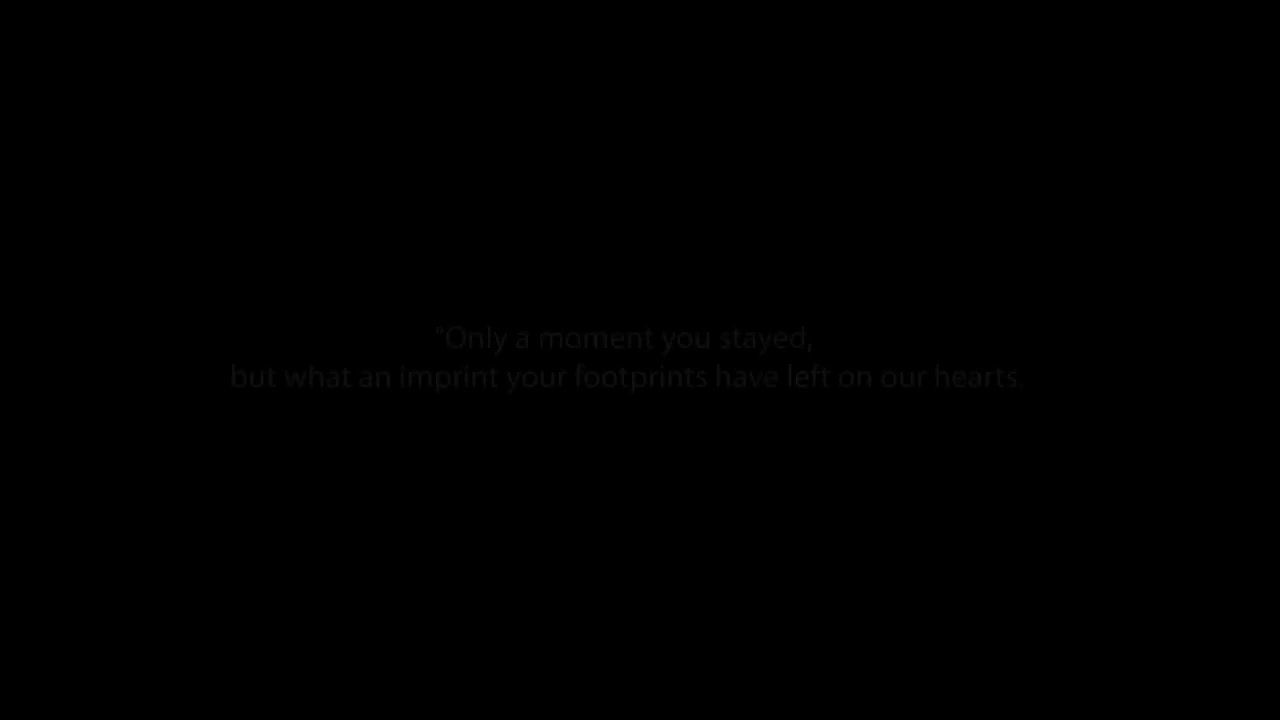 "Only a moment you stayed,
but what an imprint your footprints have left on our hearts.